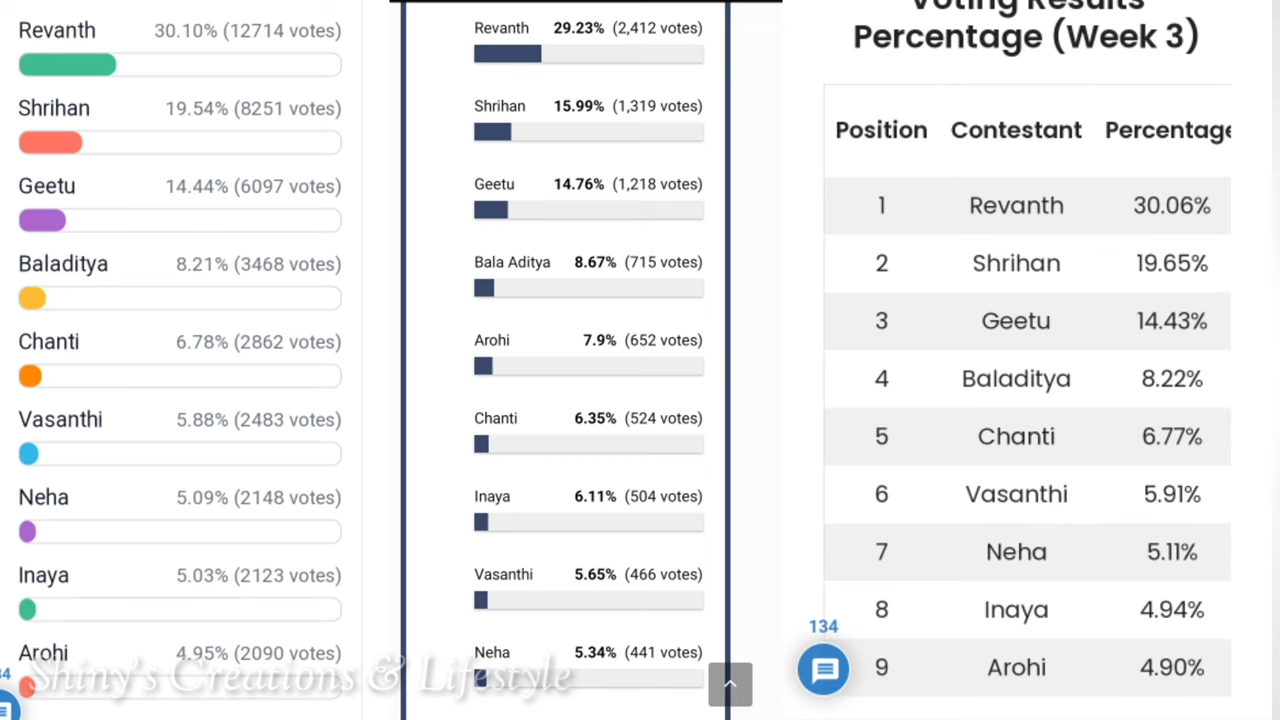 Revanth 30.10% (12714 votes)
Shrihan 19.54% (8251 votes)
Geetu 14.44% (6097 votes)
Baladitya 8.21% (3468 votes)
Chanti 6.78% (2862 votes)
Vasanthi 5.88% (2483 votes)
Neha 5.09% (2148 votes)
Inaya 5.03% (2123 votes)
Arohi 4.95% (2090 votes)
34
Shiny's Creations & Lifestyle
Revanth 29.23% (2,412 votes)
Shrihan 15.99% (1,319 votes)
Geetu 14.76% (1,218 votes)
Bala Aditya 8.67% (715 votes)
Arohi 7.9% (652 votes)
Chanti 6.35% (524 votes)
Inaya 6.11% (504 votes)
Vasanthi 5.65% (466 votes)
Neha 5.34% (441 votes)
Voting Results
Percentage (Week 3)
Position Contestant Percentage
1 Revanth 30.06%
2 Shrihan 19.65%
3 Geetu 14.43%
4 Baladitya 8.22%
5 Chanti 6.77%
6 Vasanthi 5.91%
7 Neha 5.11%
8 Inaya 4.94%
134
9 Arohi 4.90%